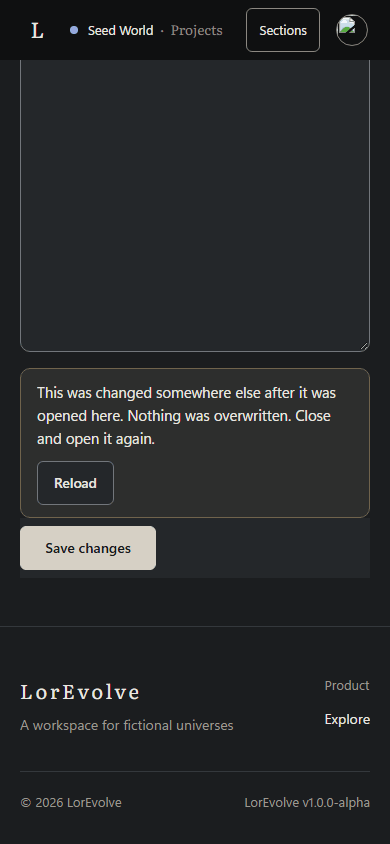 L
Seed World · Projects
Sections
This was changed somewhere else after it was
opened here. Nothing was overwritten. Close
and open it again.
Reload
Save changes
LorEvolve
Product
A workspace for fictional universes
Explore
© 2026 LorEvolve
LorEvolve v1.0.0-alpha